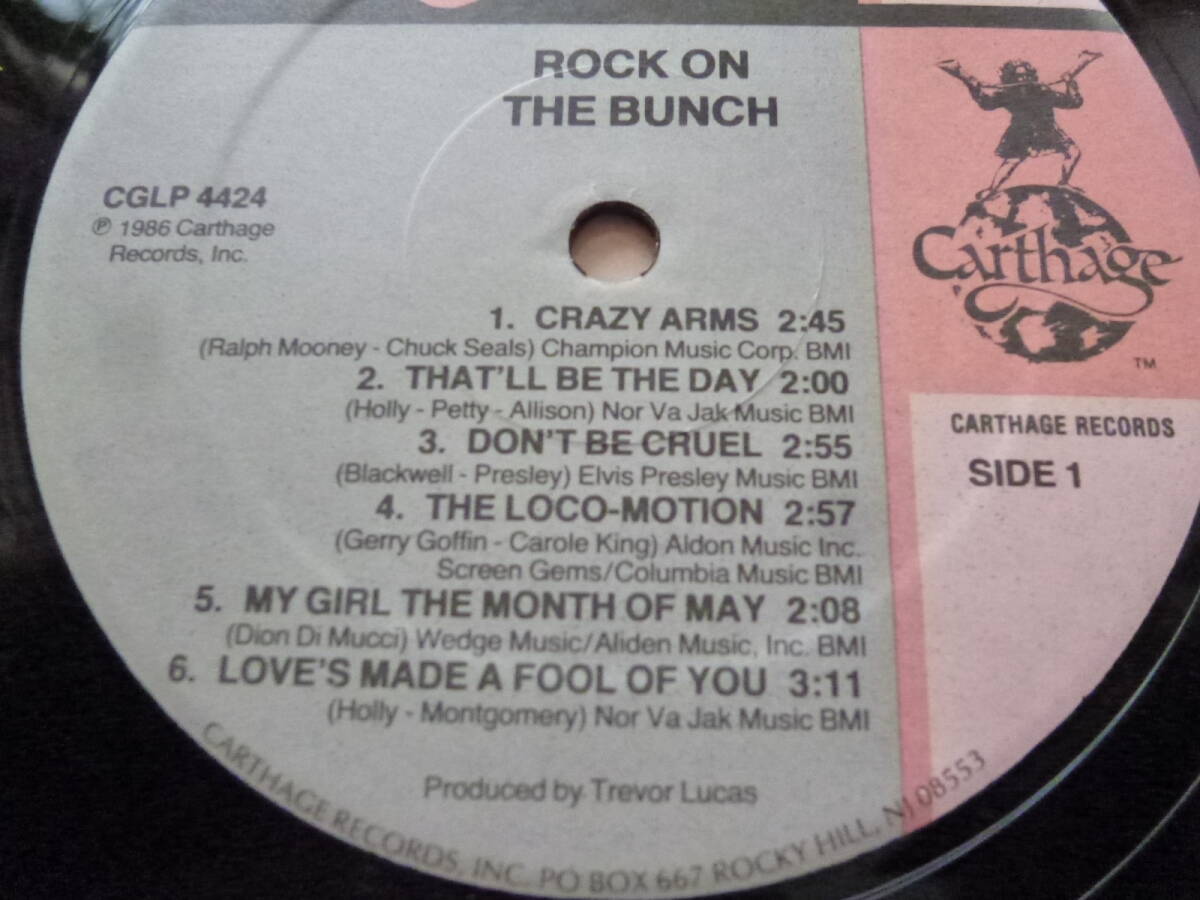 ROCK ON
THE BUNCH
CGLP 4424
℗ 1986 Carthage
Records, Inc.
1. CRAZY ARMS 2:45
(Ralph Mooney - Chuck Seals) Champion Music Corp. BMI
2. THAT'LL BE THE DAY 2:00
(Holly - Petty - Allison) Nor Va Jak Music BMI
3. DON'T BE CRUEL 2:55
(Blackwell - Presley) Elvis Presley Music BMI
4. THE LOCO-MOTION 2:57
(Gerry Goffin - Carole King) Aldon Music Inc.
Screen Gems/Columbia Music BMI
5. MY GIRL THE MONTH OF MAY 2:08
(Dion Di Mucci) Wedge Music/Aliden Music, Inc. BMI
6. LOVE'S MADE A FOOL OF YOU 3:11
(Holly - Montgomery) Nor Va Jak Music BMI
Produced by Trevor Lucas
Carthage
TM
CARTHAGE RECORDS
SIDE 1
CARTHAGE RECORDS, INC. PO BOX 667 ROCKY HILL, NJ 08553